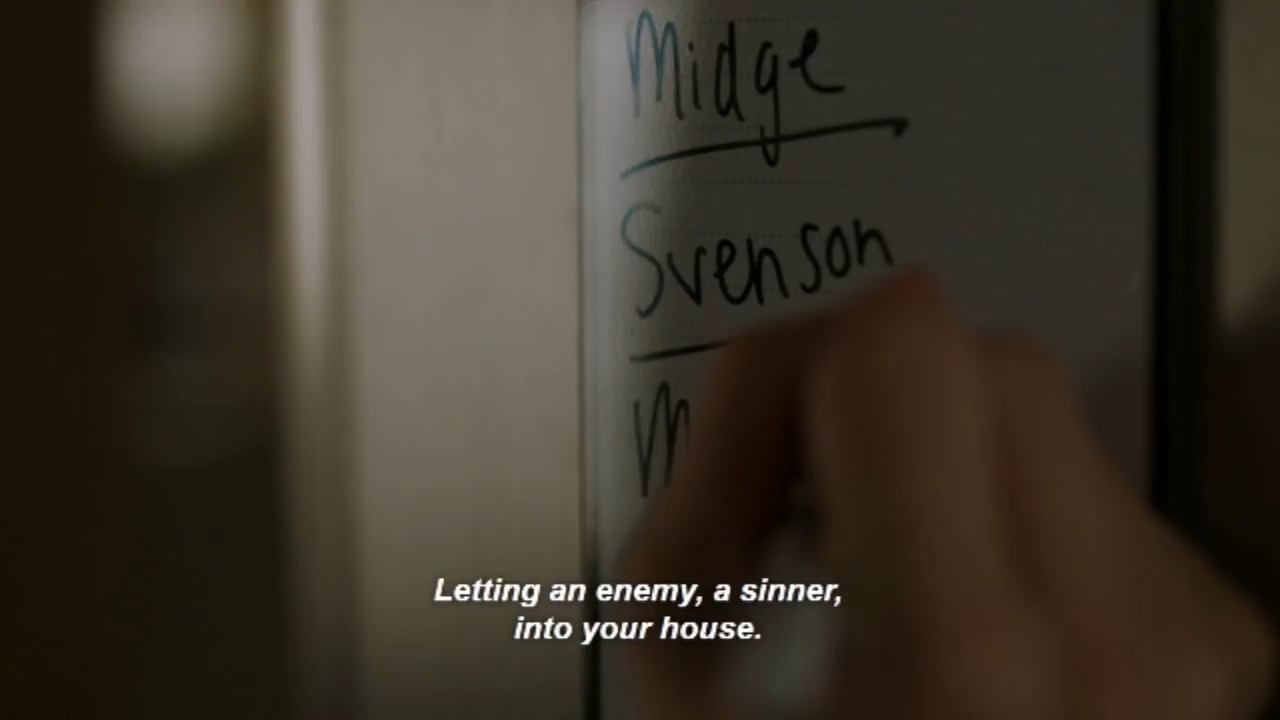 Midge
Svenson
M
Letting an enemy, a sinner,
into your house.